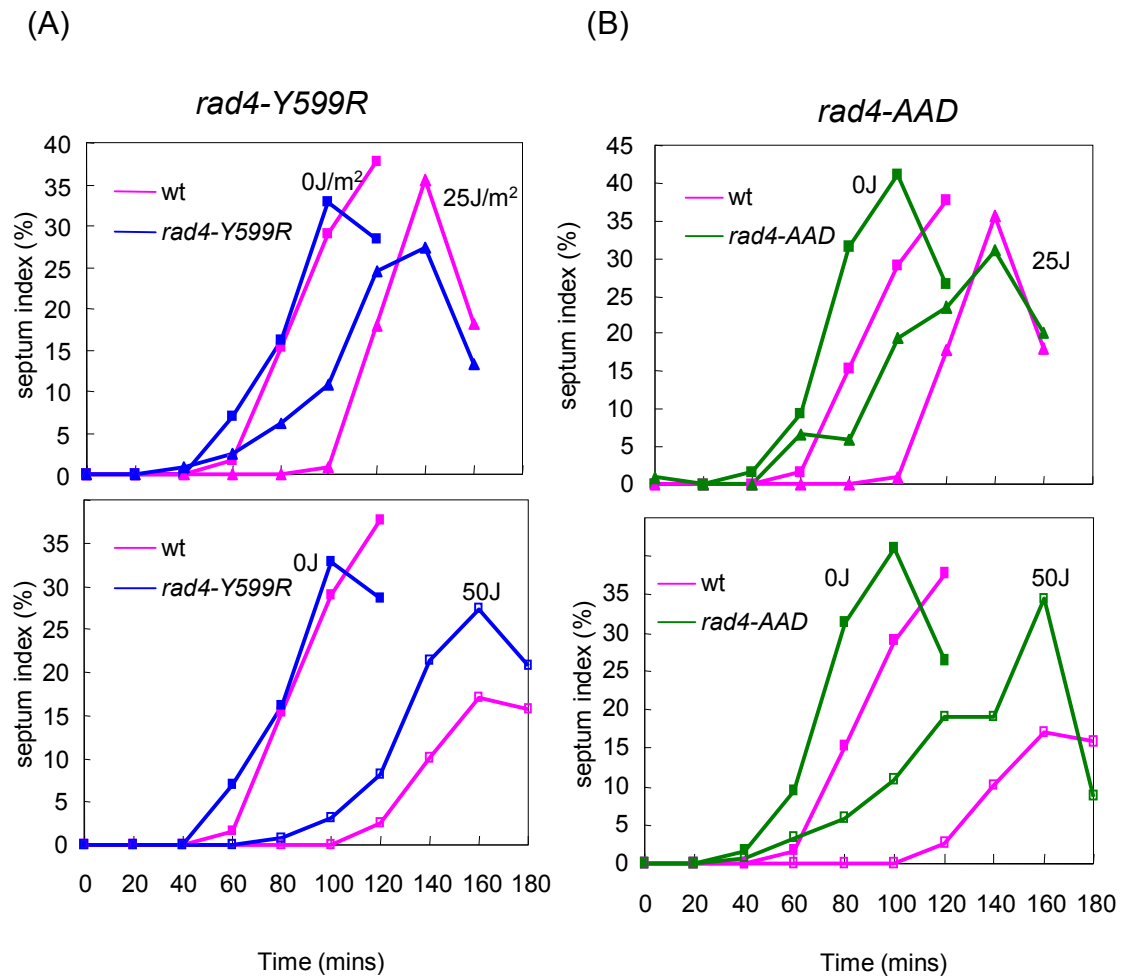 (A)
(B)
rad4-Y599R
rad4-AAD
40
35
30
25
20
15
10
5
0
septum index (%)
wt
rad4-Y599R
0J/m²
25J/m²
45
40
35
30
25
20
15
10
5
0
septum index (%)
wt
rad4-AAD
0J
25J
35
30
25
20
15
10
5
0
septum index (%)
wt
rad4-Y599R
0J
50J
0 20 40 60 80 100 120 140 160 180
Time (mins)
35
30
25
20
15
10
5
0
septum index (%)
wt
rad4-AAD
0J
50J
0 20 40 60 80 100 120 140 160 180
Time (mins)